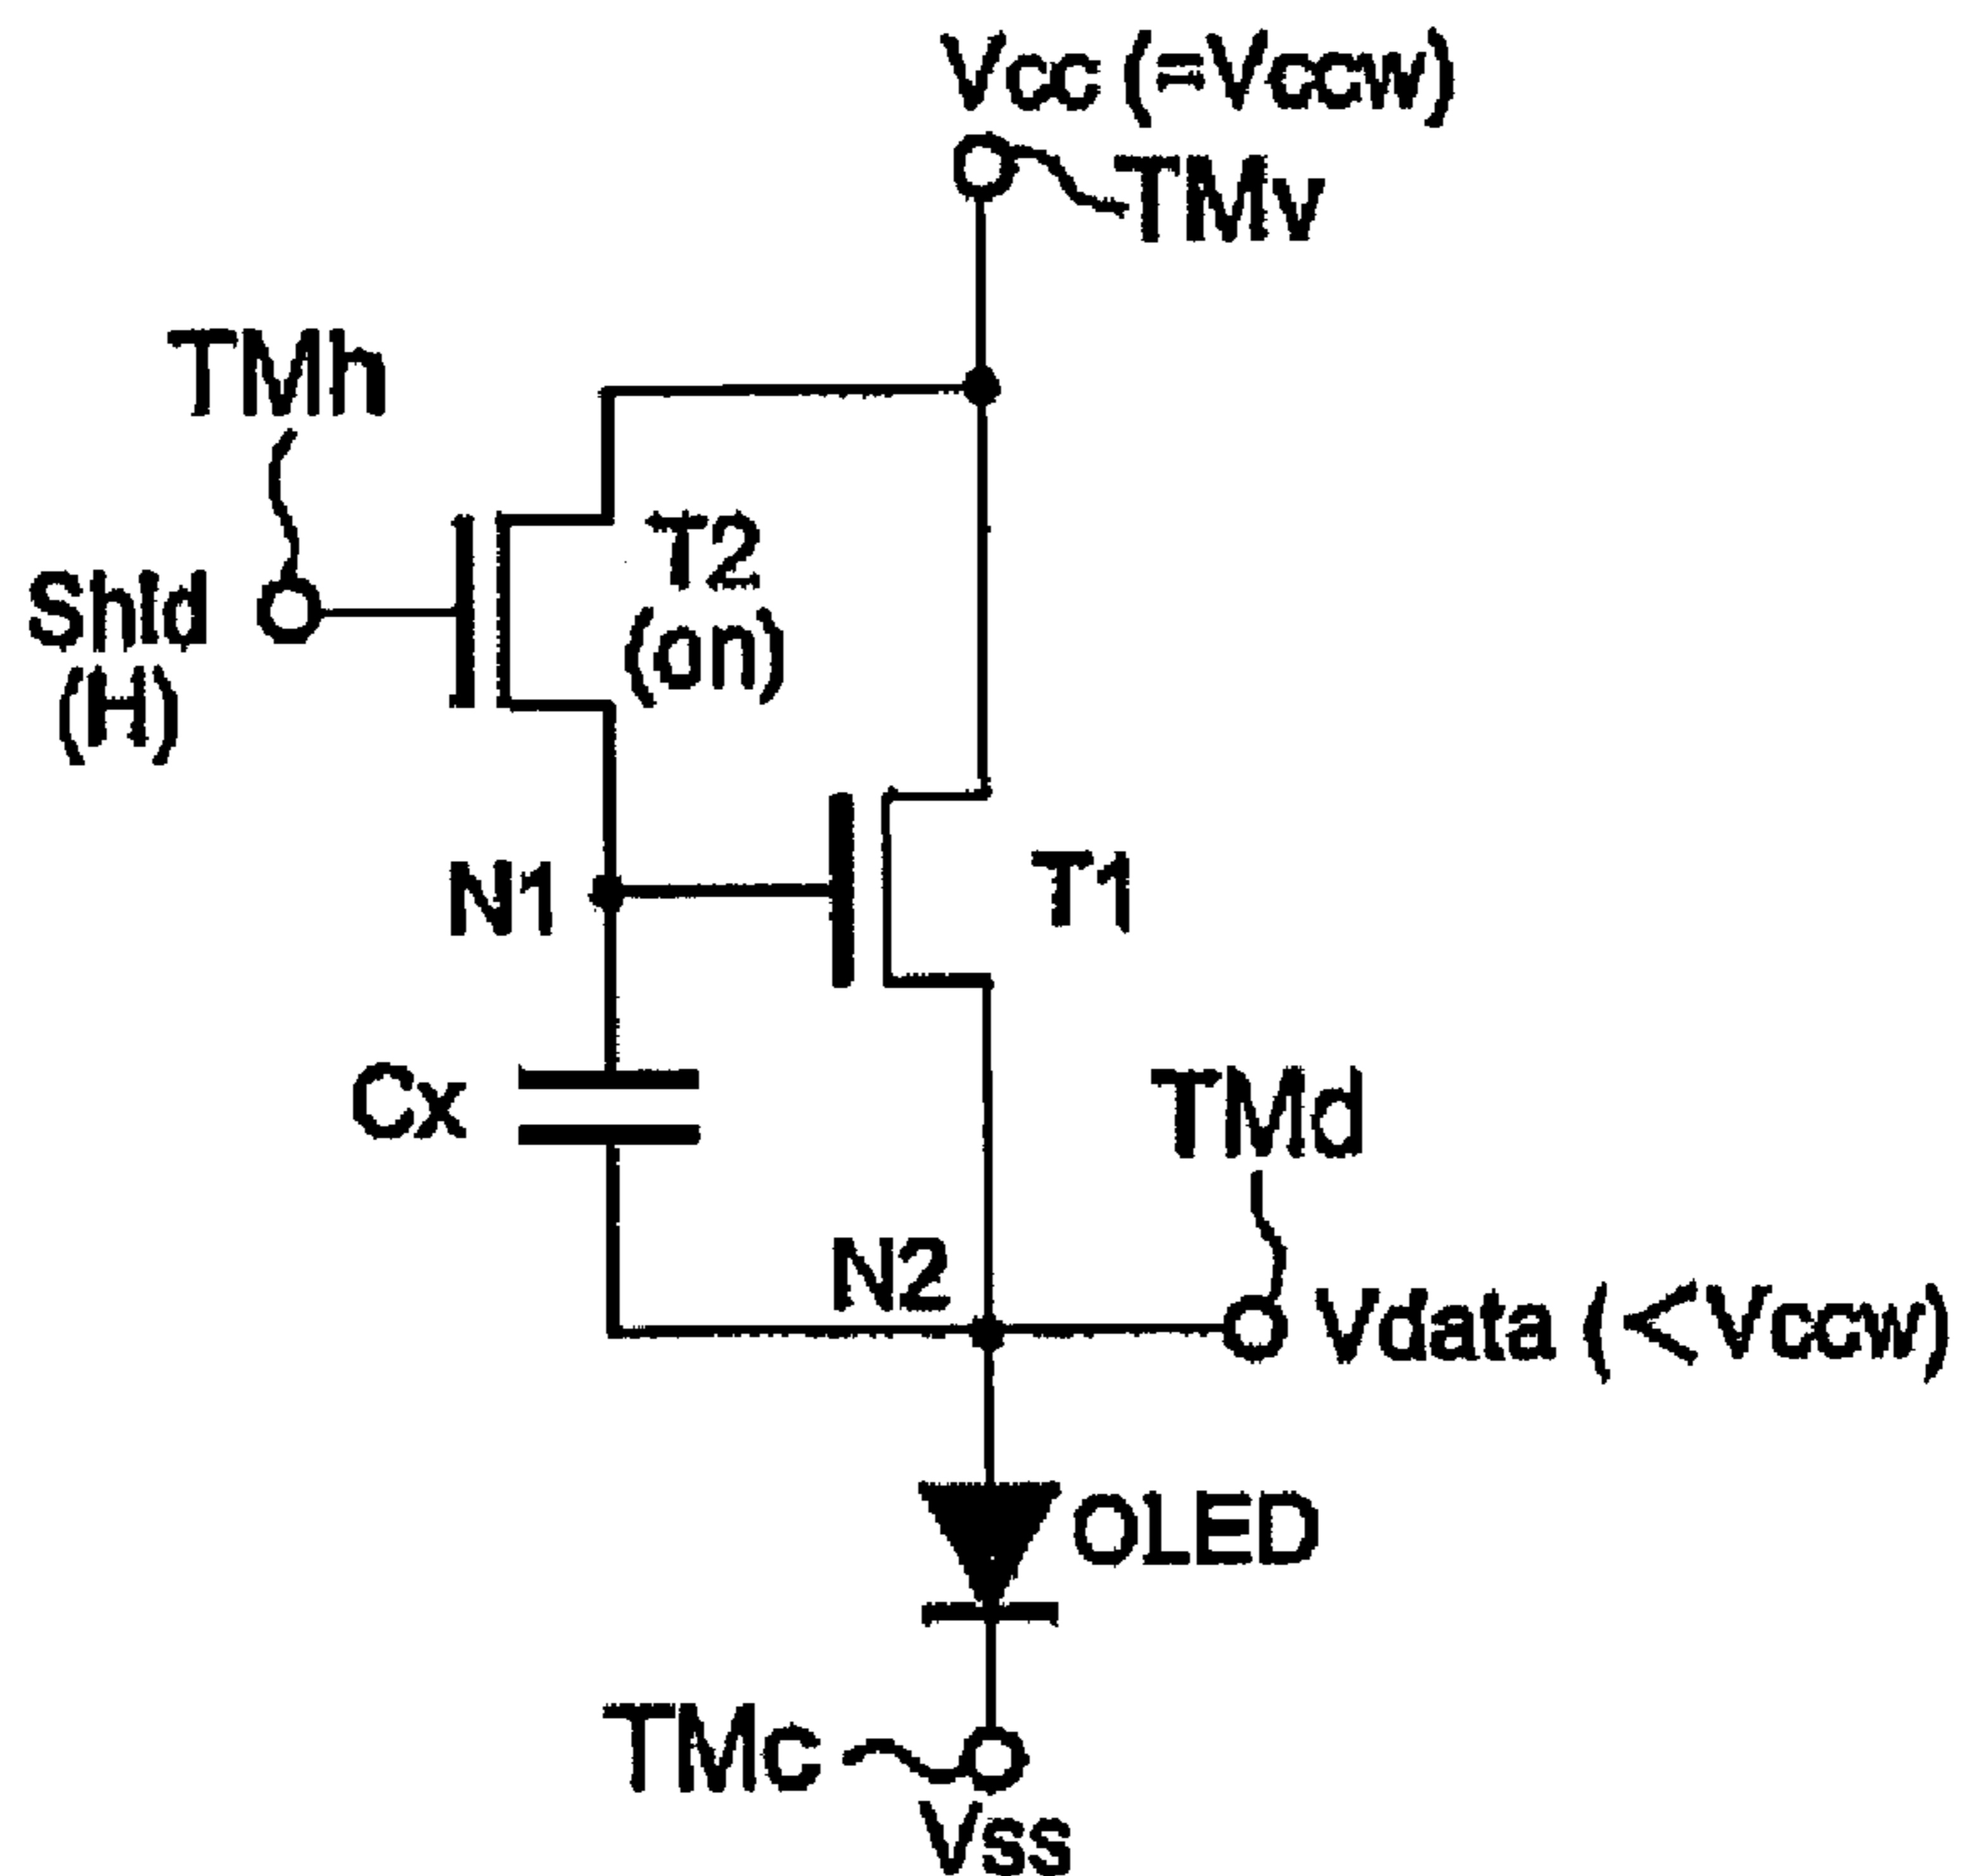 Vcc (=Vccw)
TMv
TMh
T2
(on)
Shld
(H)
N1
T1
Cx
TMd
N2
Vdata (<Vccw)
OLED
TMc
Vss